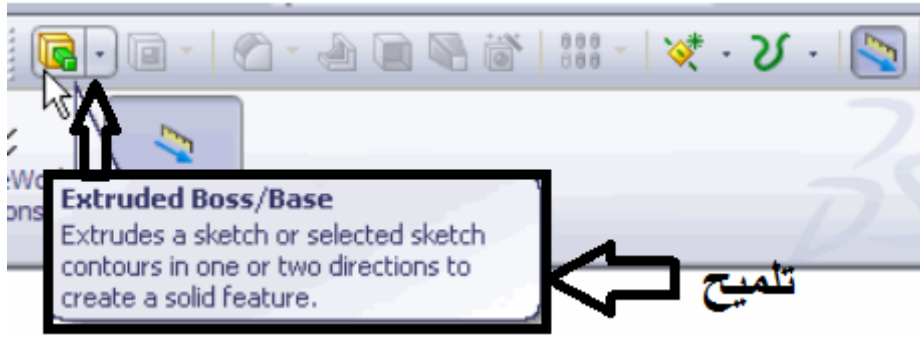 Extruded Boss/Base
Extrudes a sketch or selected sketch
contours in one or two directions to
create a solid feature.
تلميح